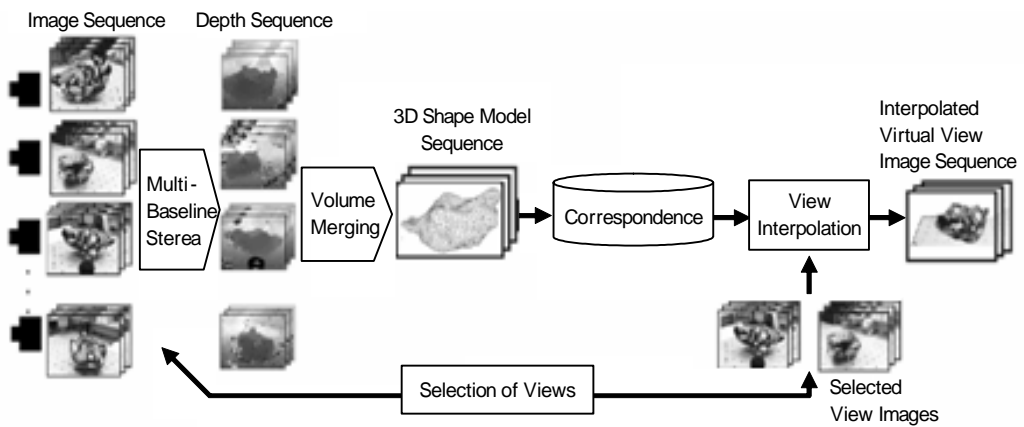 Image Sequence
Depth Sequence
Multi-
Baseline
Sterea
Volume
Merging
3D Shape Model
Sequence
Correspondence
View
Interpolation
Interpolated
Virtual View
Image Sequence
Selection of Views
Selected
View Images